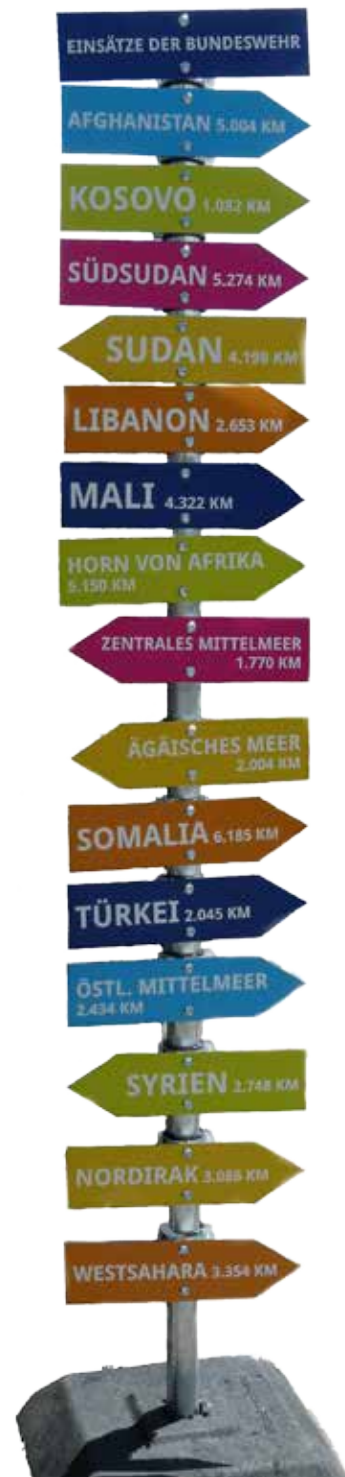 EINSÄTZE DER BUNDESWEHR
AFGHANISTAN 5.004 KM
KOSOVO 1.082 KM
SÜDSUDAN 5.274 KM
SUDAN 4.198 KM
LIBANON 2.653 KM
MALI 4.322 KM
HORN VON AFRIKA
5.150 KM
ZENTRALES MITTELMEER
1.770 KM
ÄGÄISCHES MEER
2.004 KM
SOMALIA 6.185 KM
TÜRKEI 2.045 KM
ÖSTL. MITTELMEER
2.434 KM
SYRIEN 2.748 KM
NORDIRAK 3.086 KM
WESTSAHARA 3.354 KM